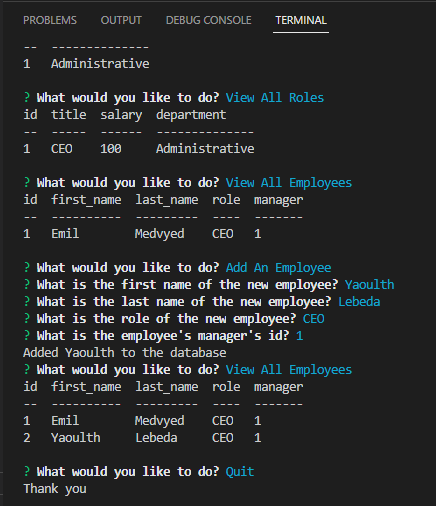 PROBLEMS OUTPUT DEBUG CONSOLE TERMINAL
--  --------------
1   Administrative
? What would you like to do? View All Roles
id  title  salary  department
--  -----  ------  --------------
1   CEO    100     Administrative
? What would you like to do? View All Employees
id  first_name  last_name  role  manager
--  ----------  ---------  ----  -------
1   Emil        Medvyed    CEO   1
? What would you like to do? Add An Employee
? What is the first name of the new employee? Yaoulth
? What is the last name of the new employee? Lebeda
? What is the role of the new employee? CEO
? What is the employee's manager's id? 1
Added Yaoulth to the database
? What would you like to do? View All Employees
id  first_name  last_name  role  manager
--  ----------  ---------  ----  -------
1   Emil        Medvyed    CEO   1
2   Yaoulth     Lebeda     CEO   1
? What would you like to do? Quit
Thank you